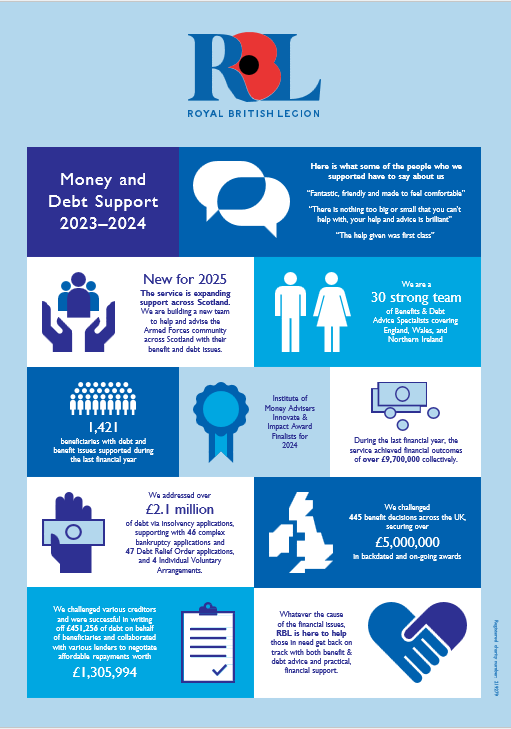 RBL
ROYAL BRITISH LEGION
Money and
Debt Support
2023–2024
Here is what some of the people who we
supported have to say about us
“Fantastic, friendly and made to feel comfortable”
“There is nothing too big or small that you can't
help with, your help and advice is brilliant”
“The help given was first class”
New for 2025
The service is expanding
support across Scotland.
We are building a new team
to help and advise the
Armed Forces community
across Scotland with their
benefit and debt issues.
We are a
30 strong team
of Benefits & Debt
Advice Specialists covering
England, Wales, and
Northern Ireland
1,421
beneficiaries with debt and
benefit issues supported during
the last financial year
Institute of
Money Advisers
Innovate &
Impact Award
Finalists for
2024
During the last financial year, the
service achieved financial outcomes
of over £9,700,000 collectively.
We addressed over
£2.1 million
of debt via insolvency applications,
supporting with 46 complex
bankruptcy applications and
47 Debt Relief Order applications,
and 4 Individual Voluntary
Arrangements.
We challenged
445 benefit decisions across the UK,
securing over
£5,000,000
in backdated and on-going awards
We challenged various creditors
and were successful in writing
off £451,256 of debt on behalf
of beneficiaries and collaborated
with various lenders to negotiate
affordable repayments worth
£1,305,994
Whatever the cause
of the financial issues,
RBL is here to help
those in need get back on
track with both benefit &
debt advice and practical,
financial support.
Registered charity number: 219279